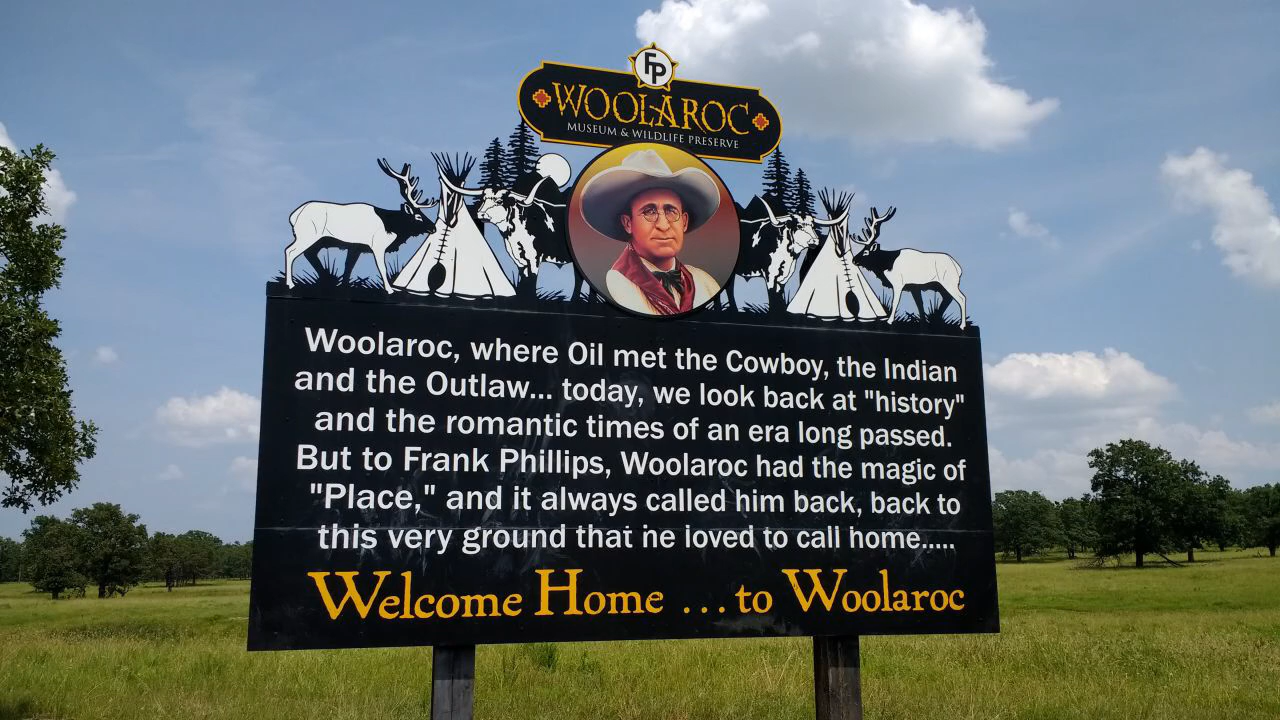 FP
WOOLAROC
MUSEUM & WILDLIFE PRESERVE
Woolaroc, where Oil met the Cowboy, the Indian
and the Outlaw... today, we look back at "history"
and the romantic times of an era long passed.
But to Frank Phillips, Woolaroc had the magic of
"Place," and it always called him back, back to
this very ground that he loved to call home.....
Welcome Home ...to Woolaroc